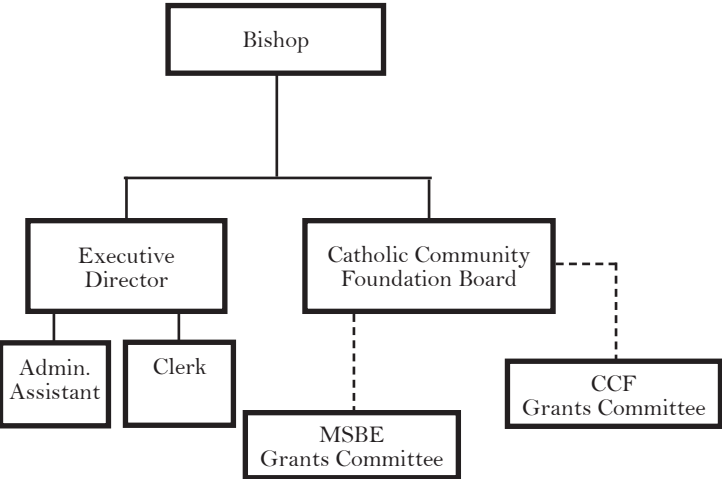 Bishop
Executive
Director
Catholic Community
Foundation Board
Admin.
Assistant
Clerk
CCF
Grants Committee
MSBE
Grants Committee